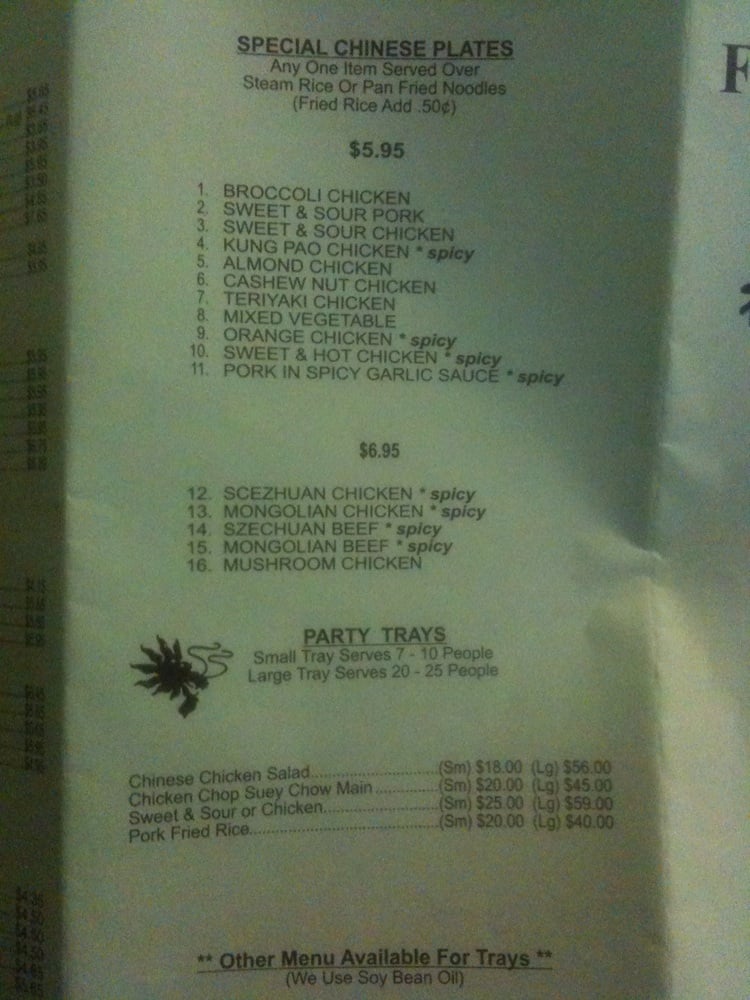 SPECIAL CHINESE PLATES
Any One Item Served Over
Steam Rice Or Pan Fried Noodles
(Fried Rice Add .50¢)
$5.95
1. BROCCOLI CHICKEN
2. SWEET & SOUR PORK
3. SWEET & SOUR CHICKEN
4. KUNG PAO CHICKEN * spicy
5. ALMOND CHICKEN
6. CASHEW NUT CHICKEN
7. TERIYAKI CHICKEN
8. MIXED VEGETABLE
9. ORANGE CHICKEN * spicy
10. SWEET & HOT CHICKEN * spicy
11. PORK IN SPICY GARLIC SAUCE * spicy
$6.95
12. SCEZHUAN CHICKEN * spicy
13. MONGOLIAN CHICKEN * spicy
14. SZECHUAN BEEF * spicy
15. MONGOLIAN BEEF * spicy
16. MUSHROOM CHICKEN
PARTY TRAYS
Small Tray Serves 7 - 10 People
Large Tray Serves 20 - 25 People
Chinese Chicken Salad..........(Sm) $18.00 (Lg) $56.00
Chicken Chop Suey Chow Main..........(Sm) $20.00 (Lg) $45.00
Sweet & Sour or Chicken..........(Sm) $25.00 (Lg) $59.00
Pork Fried Rice..........(Sm) $20.00 (Lg) $40.00
** Other Menu Available For Trays **
(We Use Soy Bean Oil)
F